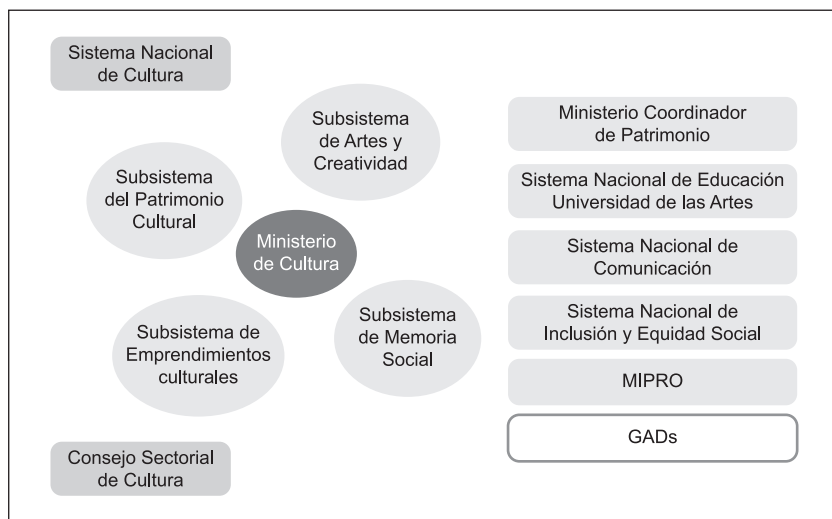 Sistema Nacional
de Cultura
Subsistema
de Artes y
Creatividad
Subsistema
del Patrimonio
Cultural
Ministerio
de Cultura
Subsistema de
Emprendimientos
culturales
Subsistema
de Memoria
Social
Consejo Sectorial
de Cultura
Ministerio Coordinador
de Patrimonio
Sistema Nacional de Educación
Universidad de las Artes
Sistema Nacional de
Comunicación
Sistema Nacional de
Inclusión y Equidad Social
MIPRO
GADs